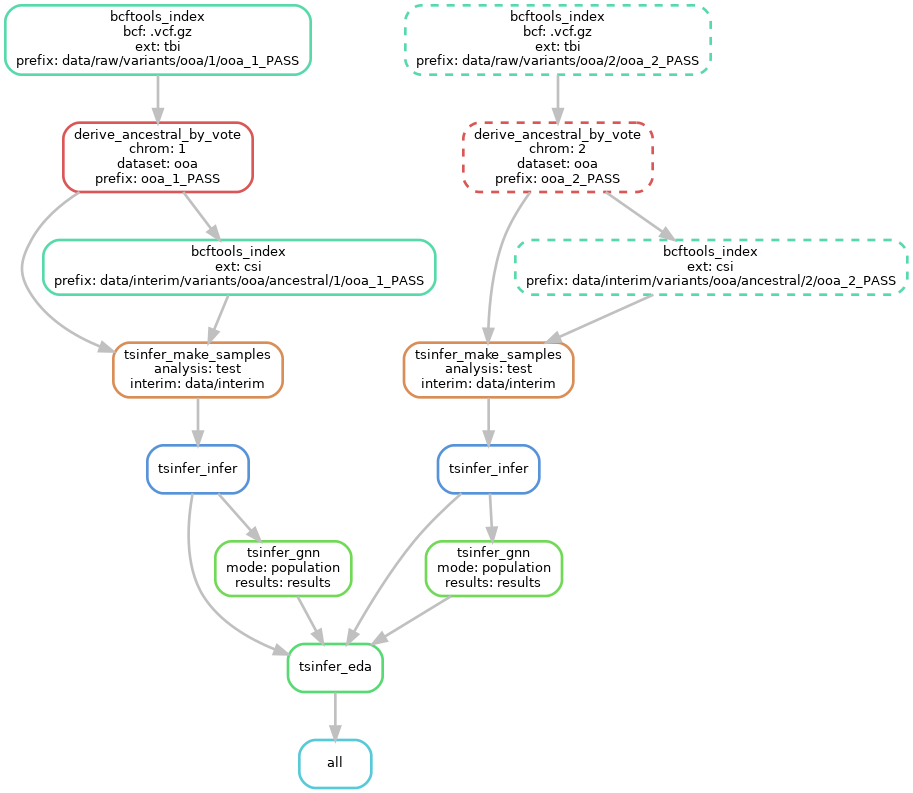 bcftools_index
bcf: .vcf.gz
ext: tbi
prefix: data/raw/variants/ooa/1/ooa_1_PASS
bcftools_index
bcf: .vcf.gz
ext: tbi
prefix: data/raw/variants/ooa/2/ooa_2_PASS
derive_ancestral_by_vote
chrom: 1
dataset: ooa
prefix: ooa_1_PASS
derive_ancestral_by_vote
chrom: 2
dataset: ooa
prefix: ooa_2_PASS
bcftools_index
ext: csi
prefix: data/interim/variants/ooa/ancestral/1/ooa_1_PASS
bcftools_index
ext: csi
prefix: data/interim/variants/ooa/ancestral/2/ooa_2_PASS
tsinfer_make_samples
analysis: test
interim: data/interim
tsinfer_make_samples
analysis: test
interim: data/interim
tsinfer_infer
tsinfer_infer
tsinfer_gnn
mode: population
results: results
tsinfer_gnn
mode: population
results: results
tsinfer_eda
all